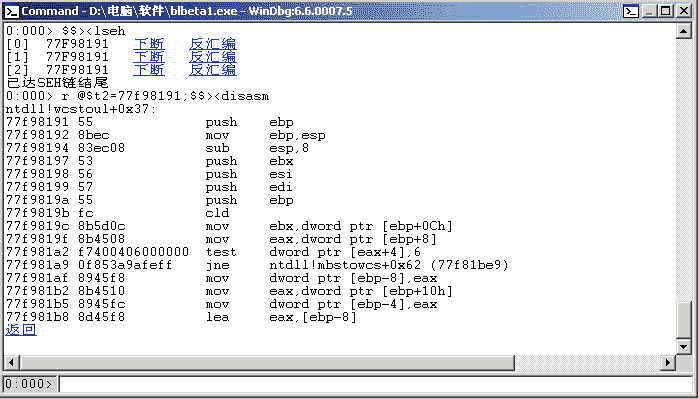 Command - D:\电脑\软件\blbeta1.exe - WinDbg:6.6.0007.5
0:000> $$><lseh
[0]  77F98191   下断   反汇编
[1]  77F98191   下断   反汇编
[2]  77F98191   下断   反汇编
已达SEH链结尾
0:000> r @$t2=77f98191;$$><disasm
ntdll!wcstoul+0x37:
77f98191 55              push    ebp
77f98192 8bec            mov     ebp,esp
77f98194 83ec08          sub     esp,8
77f98197 53              push    ebx
77f98198 56              push    esi
77f98199 57              push    edi
77f9819a 55              push    ebp
77f9819b fc              cld
77f9819c 8b5d0c          mov     ebx,dword ptr [ebp+0Ch]
77f9819f 8b4508          mov     eax,dword ptr [ebp+8]
77f981a2 f7400406000000  test    dword ptr [eax+4],6
77f981a9 0f853a9afeff    jne     ntdll!mbstowcs+0x62 (77f81be9)
77f981af 8945f8          mov     dword ptr [ebp-8],eax
77f981b2 8b4510          mov     eax,dword ptr [ebp+10h]
77f981b5 8945fc          mov     dword ptr [ebp-4],eax
77f981b8 8d45f8          lea     eax,[ebp-8]
返回
0:000>